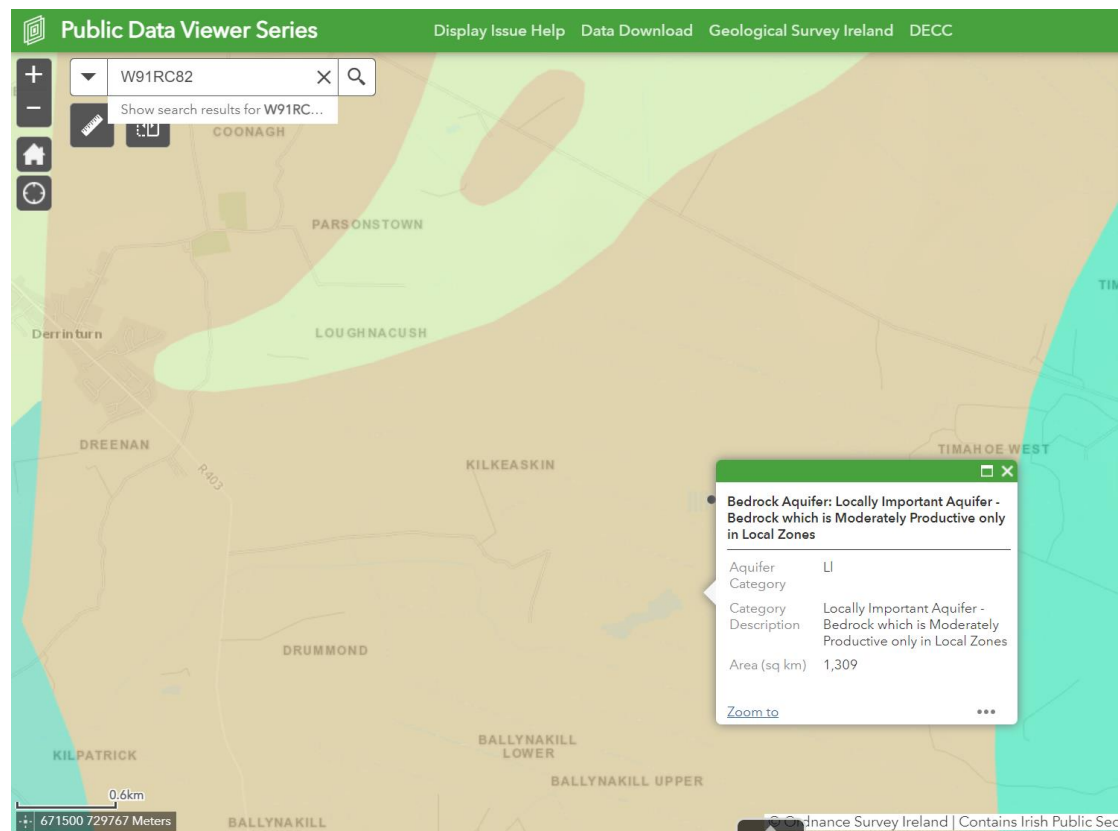 Public Data Viewer Series
Display Issue Help Data Download Geological Survey Ireland DECC
W91RC82
Show search results for W91RC...
COONAGH
PARSONSTOWN
TIM
Derrinturn
LOUGHNACUSH
DREENAN
TIMAHOE WEST
KILKEASKIN
R403
Bedrock Aquifer: Locally Important Aquifer -
Bedrock which is Moderately Productive only
in Local Zones
Aquifer
Category
Ll
Category
Description
Locally Important Aquifer -
Bedrock which is Moderately
Productive only in Local Zones
Area (sq km) 1,309
Zoom to
DRUMMOND
BALLYNAKILL
LOWER
KILPATRICK
BALLYNAKILL UPPER
0.6km
671500 729767 Meters
BALLYNAKILL
© Ordnance Survey Ireland | Contains Irish Public Sec